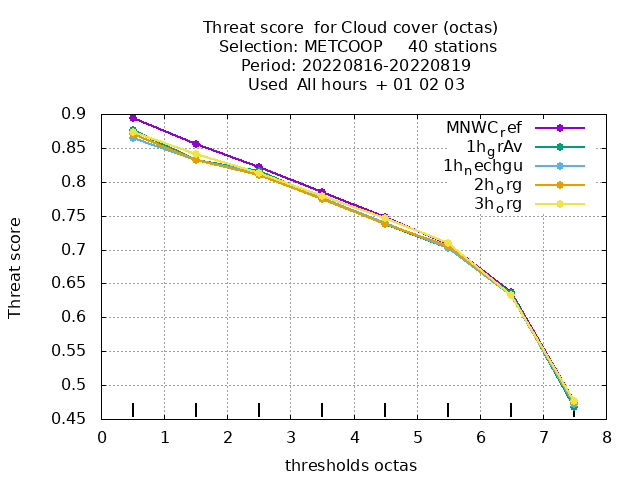 Threat score  for Cloud cover (octas)
Selection: METCOOP     40 stations
Period: 20220816-20220819
Used  All hours  + 01 02 03
MNWC_ref
1h_grAv
1h_nechgu
2h_org
3h_org
Threat score
0.9
0.85
0.8
0.75
0.7
0.65
0.6
0.55
0.5
0.45
0 1 2 3 4 5 6 7 8
thresholds octas